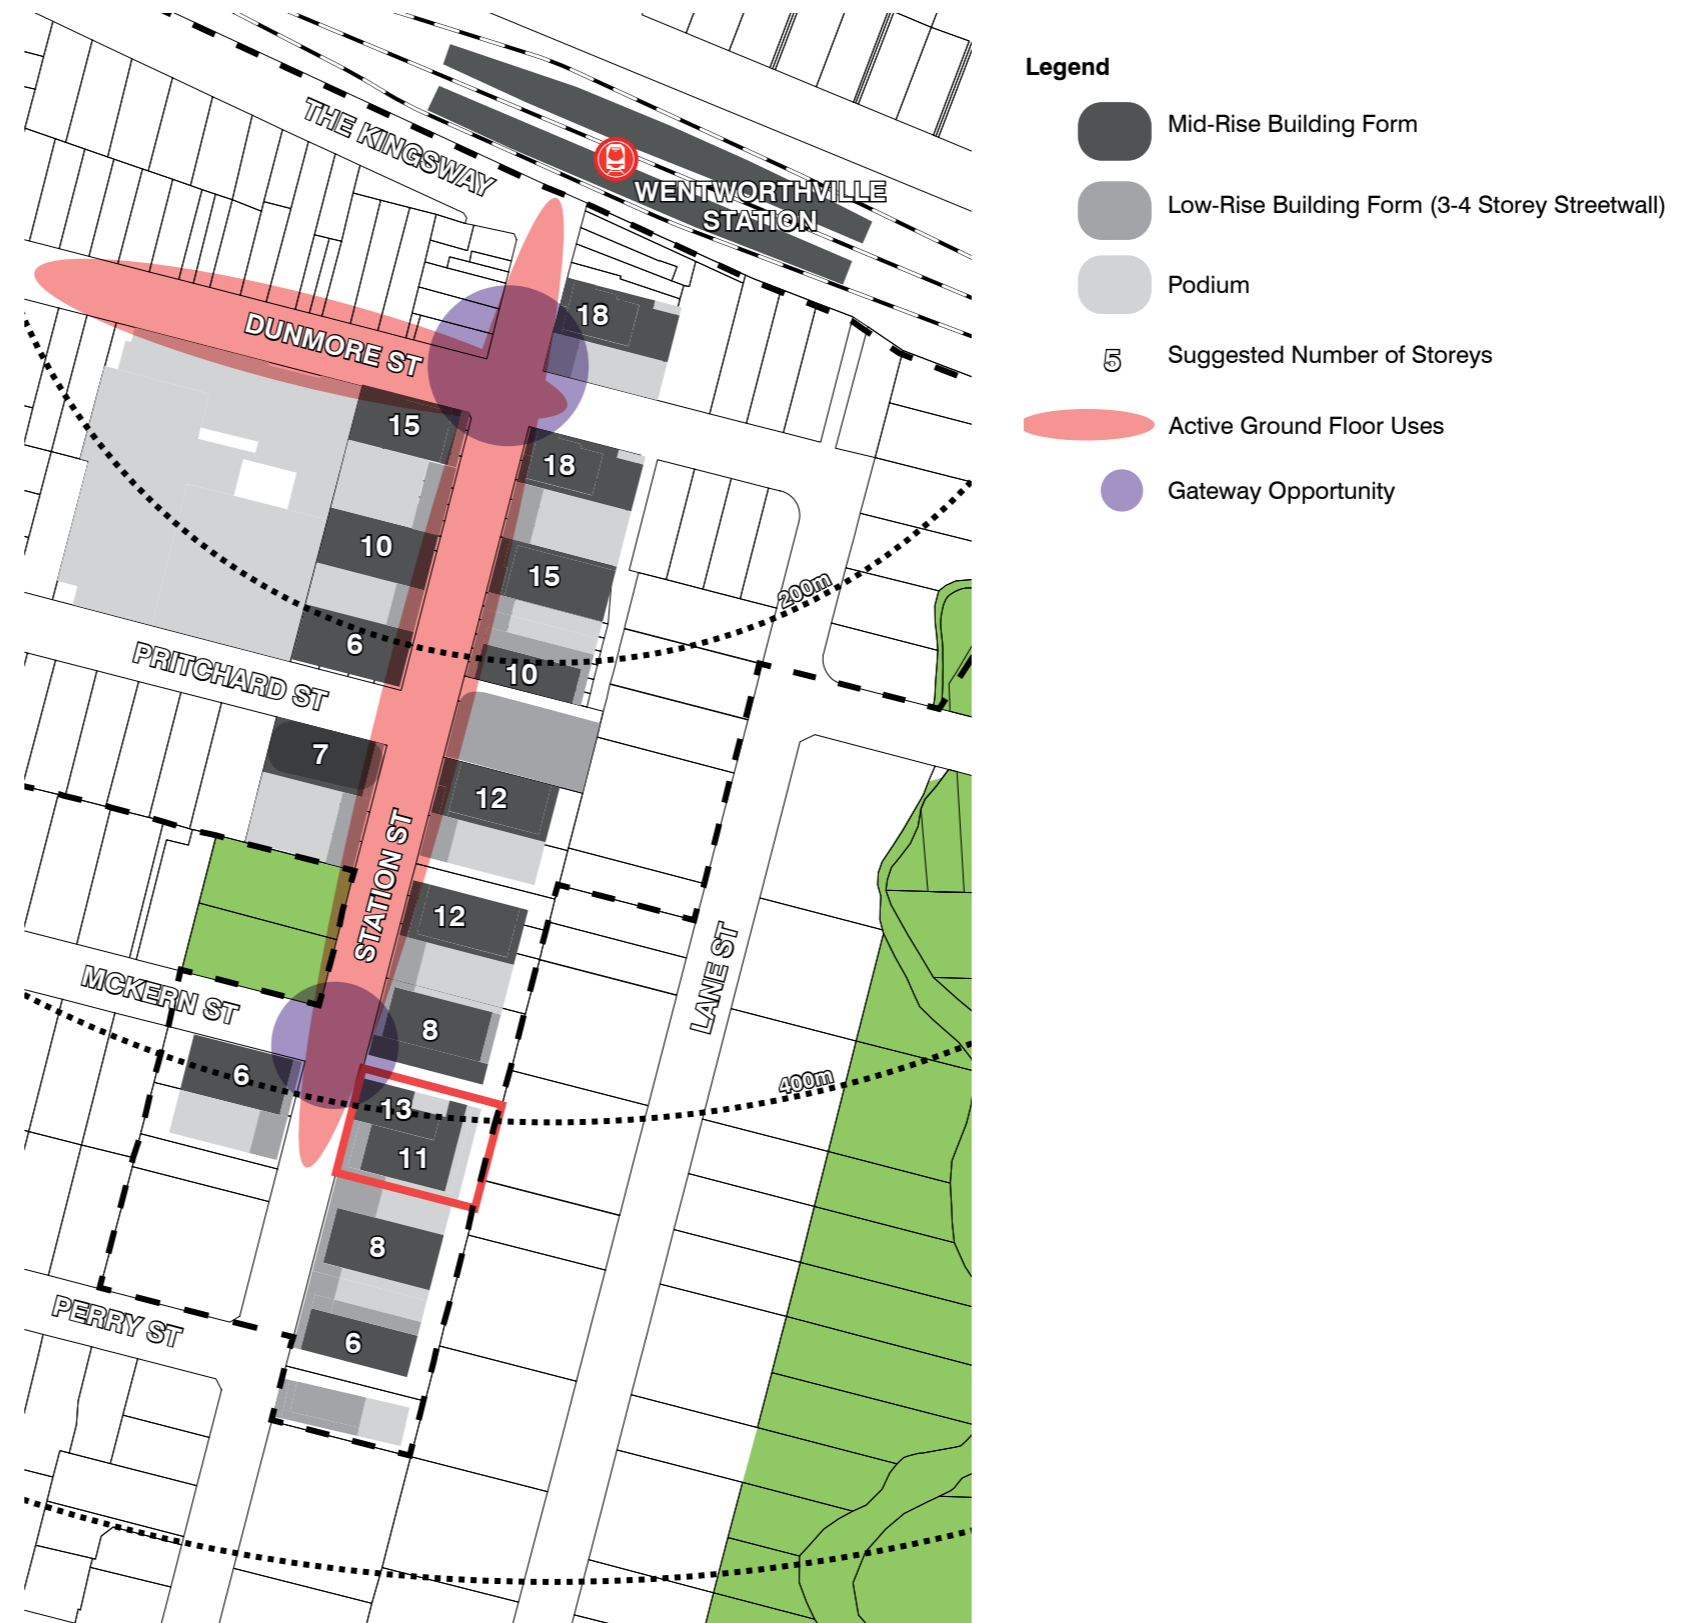 THE KINGSWAY
WENTWORTHVILLE
STATION
18
DUNMORE ST
15
18
10
15
200m
6
10
PRITCHARD ST
7
12
STATION ST
12
LANE ST
MCKERN ST
8
6
400m
13
11
8
PERRY ST
6
Legend
Mid-Rise Building Form
Low-Rise Building Form (3-4 Storey Streetwall)
Podium
5 Suggested Number of Storeys
Active Ground Floor Uses
Gateway Opportunity